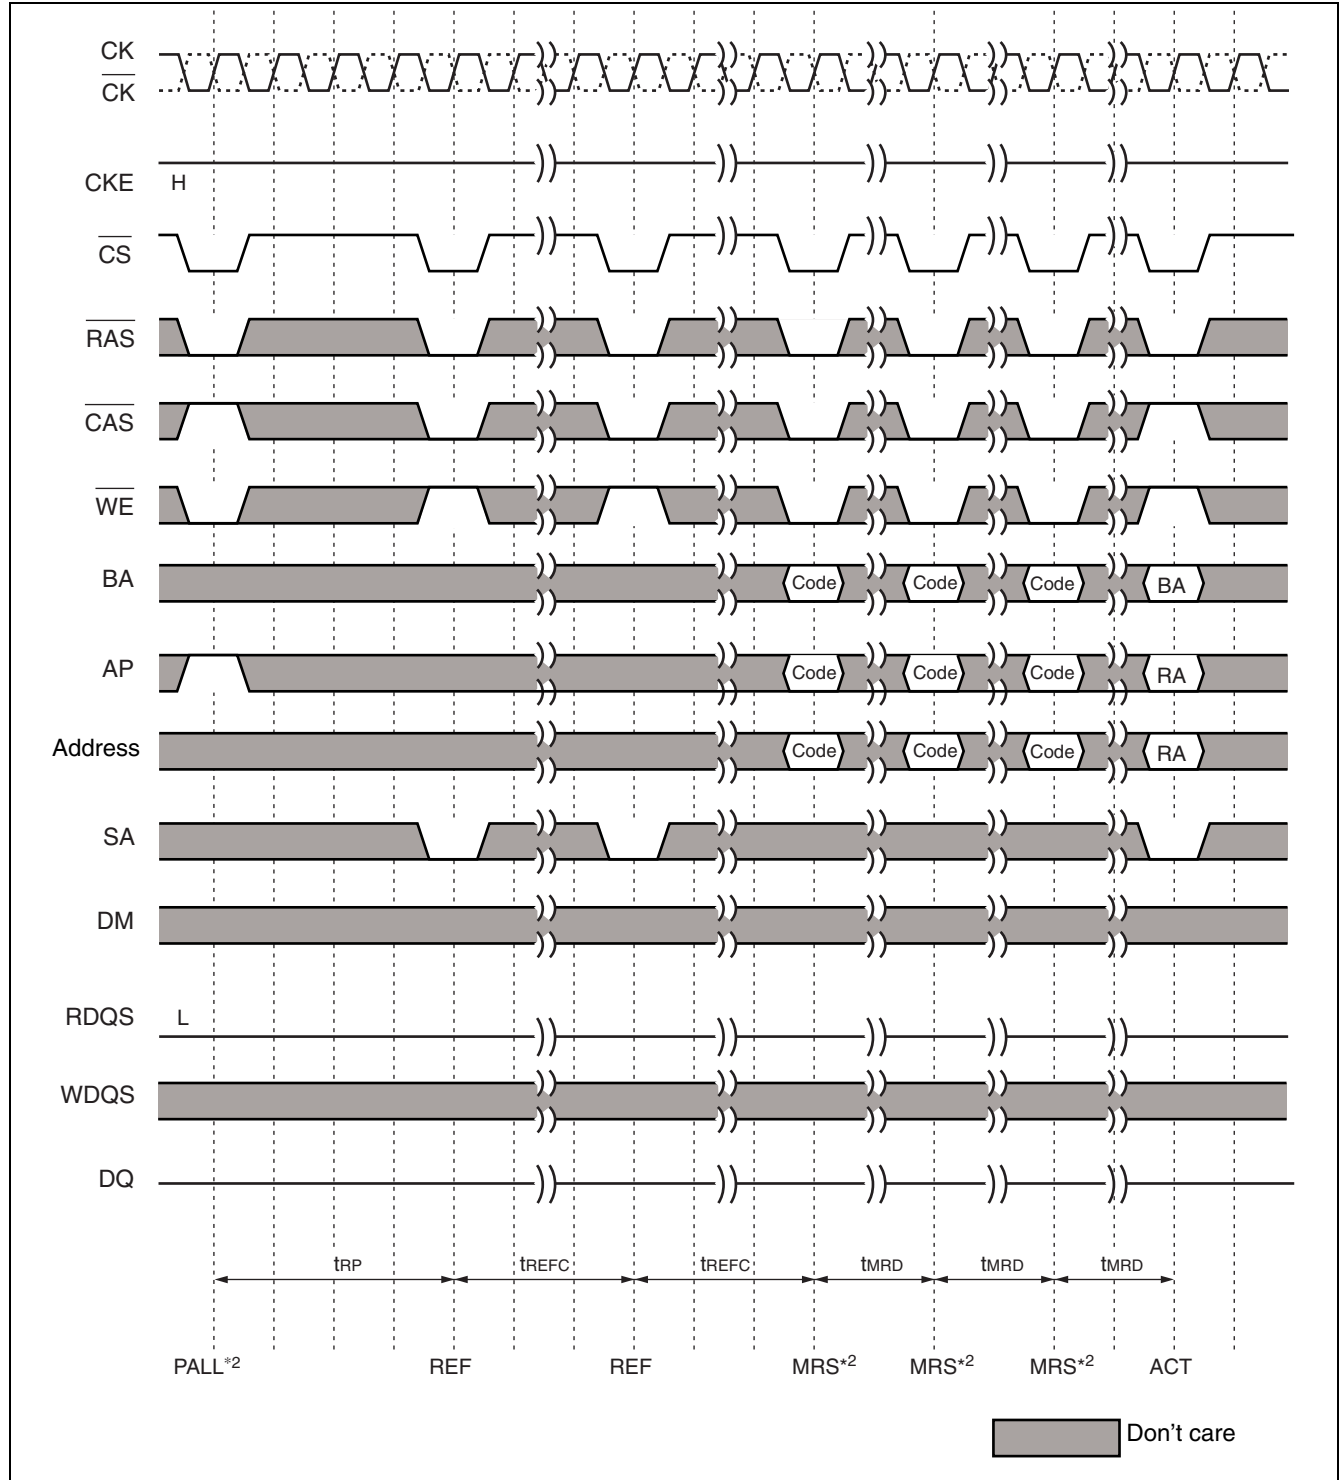 CK
CK
CKE H
CS
RAS
CAS
WE
BA Code Code Code BA
AP Code Code Code RA
Address Code Code Code RA
SA
DM
RDQS L
WDQS
DQ
tRP tREFC tREFC tMRD tMRD tMRD
PALL*2 REF REF MRS*2 MRS*2 MRS*2 ACT
Don't care